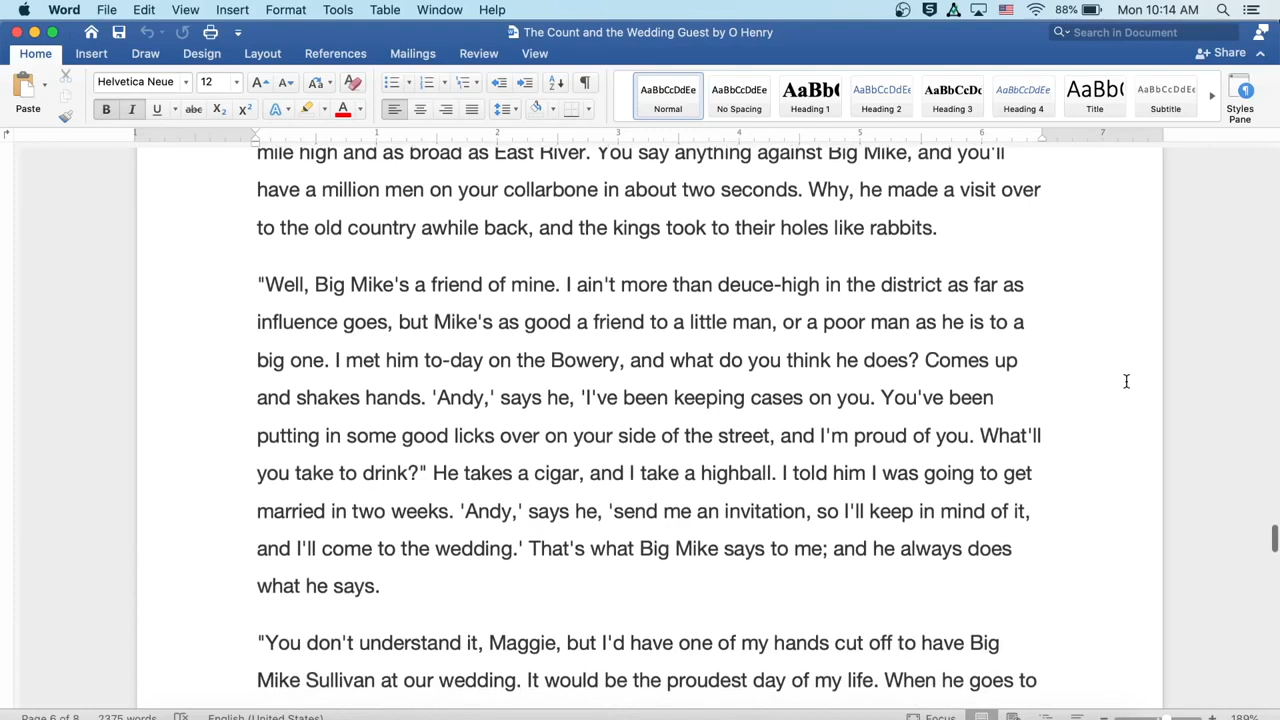 Word File Edit View Insert Format Tools Table Window Help 88% Mon 10:14 AM
The Count and the Wedding Guest by O Henry Search in Document
Home Insert Draw Design Layout References Mailings Review View Share
Paste Helvetica Neue 12 AaBbCcDdEe AaBbCcDdEe AaBbC AaBbCcDdE AaBbCcDc AaBbCcDdEe AaBbC AaBbCcDdEe
B I U abc X₂ X² A A Normal No Spacing Heading 1 Heading 2 Heading 3 Heading 4 Title Subtitle Styles Pane
1 1 2 3 4 5 6 7
mile high and as broad as East River. You say anything against Big Mike, and you'll
have a million men on your collarbone in about two seconds. Why, he made a visit over
to the old country awhile back, and the kings took to their holes like rabbits.
"Well, Big Mike's a friend of mine. I ain't more than deuce-high in the district as far as
influence goes, but Mike's as good a friend to a little man, or a poor man as he is to a
big one. I met him to-day on the Bowery, and what do you think he does? Comes up
and shakes hands. 'Andy,' says he, 'I've been keeping cases on you. You've been
putting in some good licks over on your side of the street, and I'm proud of you. What'll
you take to drink?" He takes a cigar, and I take a highball. I told him I was going to get
married in two weeks. 'Andy,' says he, 'send me an invitation, so I'll keep in mind of it,
and I'll come to the wedding.' That's what Big Mike says to me; and he always does
what he says.
"You don't understand it, Maggie, but I'd have one of my hands cut off to have Big
Mike Sullivan at our wedding. It would be the proudest day of my life. When he goes to
Page 6 of 8 2375 words English (United States) Focus 189%